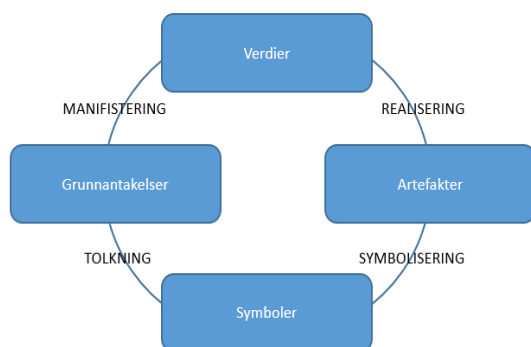 Verdier
MANIFISTERING
REALISERING
Grunnantakelser
Artefakter
TOLKNING
SYMBOLISERING
Symboler